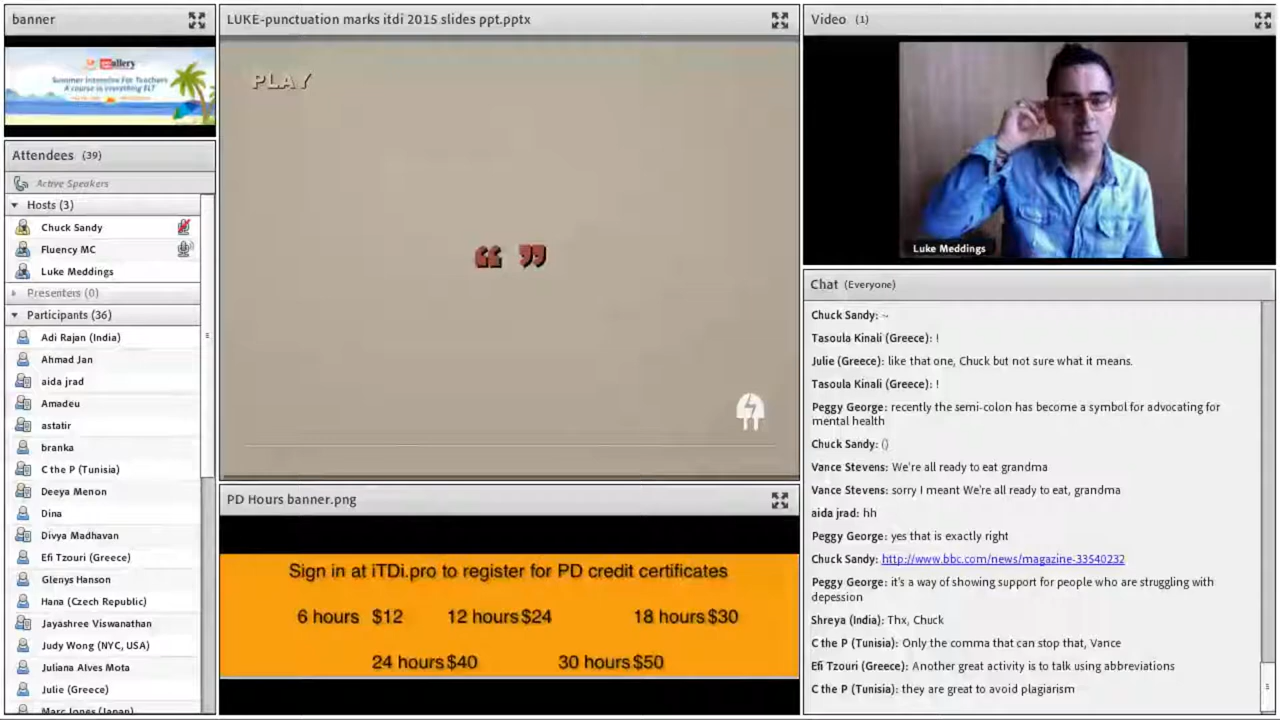 banner
Summer Intensive For Teachers
A course is everything ELT
Attendees (39)
Active Speakers
Hosts (3)
Chuck Sandy
Fluency MC
Luke Meddings
Presenters (0)
Participants (36)
Adi Rajan (India)
Ahmad Jan
aida jrad
Amadeu
astatir
branka
C the P (Tunisia)
Deeya Menon
Dina
Divya Madhavan
Efi Tzouri (Greece)
Glenys Hanson
Hana (Czech Republic)
Jayashree Viswanathan
Judy Wong (NYC, USA)
Juliana Alves Mota
Julie (Greece)
Marc Jones (Japan)
LUKE-punctuation marks itdi 2015 slides ppt.pptx
PLAY
“ ”
PD Hours banner.png
Sign in at iTDi.pro to register for PD credit certificates
6 hours $12 12 hours $24 18 hours $30
24 hours $40 30 hours $50
Video (1)
Luke Meddings
Chat (Everyone)
Chuck Sandy: ~
Tasoula Kinali (Greece): !
Julie (Greece): like that one, Chuck but not sure what it means.
Tasoula Kinali (Greece): !
Peggy George: recently the semi-colon has become a symbol for advocating for
mental health
Chuck Sandy: ()
Vance Stevens: We're all ready to eat grandma
Vance Stevens: sorry I meant We're all ready to eat, grandma
aida jrad: hh
Peggy George: yes that is exactly right
Chuck Sandy: http://www.bbc.com/news/magazine-33540232
Peggy George: it's a way of showing support for people who are struggling with
depession
Shreya (India): Thx, Chuck
C the P (Tunisia): Only the comma that can stop that, Vance
Efi Tzouri (Greece): Another great activity is to talk using abbreviations
C the P (Tunisia): they are great to avoid plagiarism